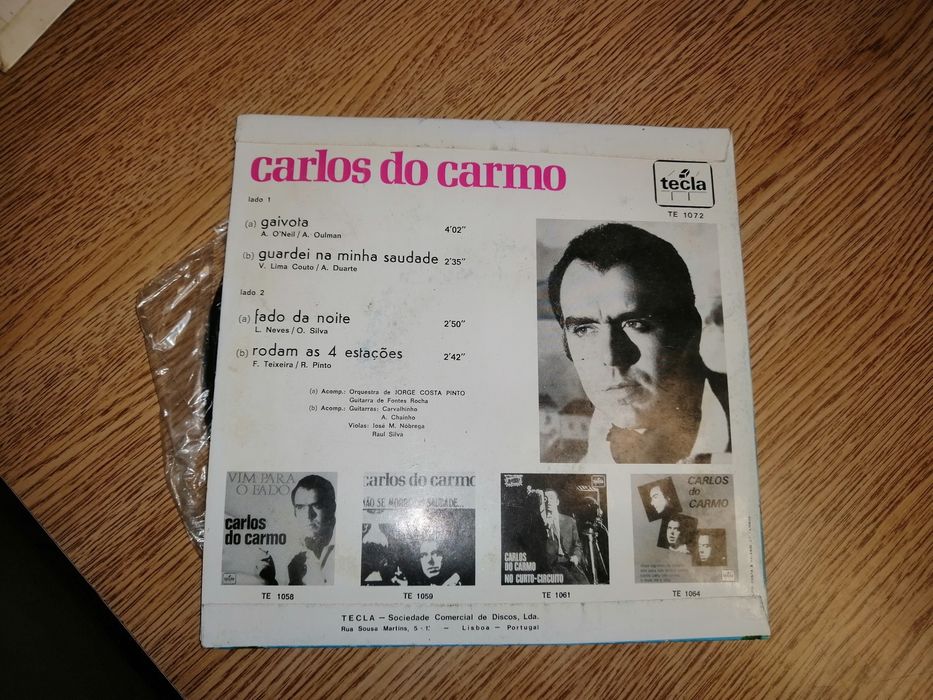 carlos do carmo
tecla
TE 1072
lado 1
(a) gaivota 4'02"
A. O'Neil / A. Oulman
(b) guardei na minha saudade 2'35"
V. Lima Couto / A. Duarte
lado 2
(a) fado da noite 2'50"
L. Neves / O. Silva
(b) rodam as 4 estações 2'42"
F. Teixeira / R. Pinto
(a) Acomp.: Orquestra de JORGE COSTA PINTO
Guitarra de Fontes Rocha
(b) Acomp.: Guitarras: Carvalhinho
A. Chainho
Violas: José M. Nóbrega
Raul Silva
VIM PARA
O FADO
carlos
do carmo
TE 1058
carlos do carmo
NÃO SE MORRE DE SAUDADE...
TE 1059
CARLOS
DO CARMO
NO CURTO-CIRCUITO
TE 1061
CARLOS
do
CARMO
TE 1064
TECLA — Sociedade Comercial de Discos, Lda.
Rua Sousa Martins, 5 - — Lisboa — Portugal